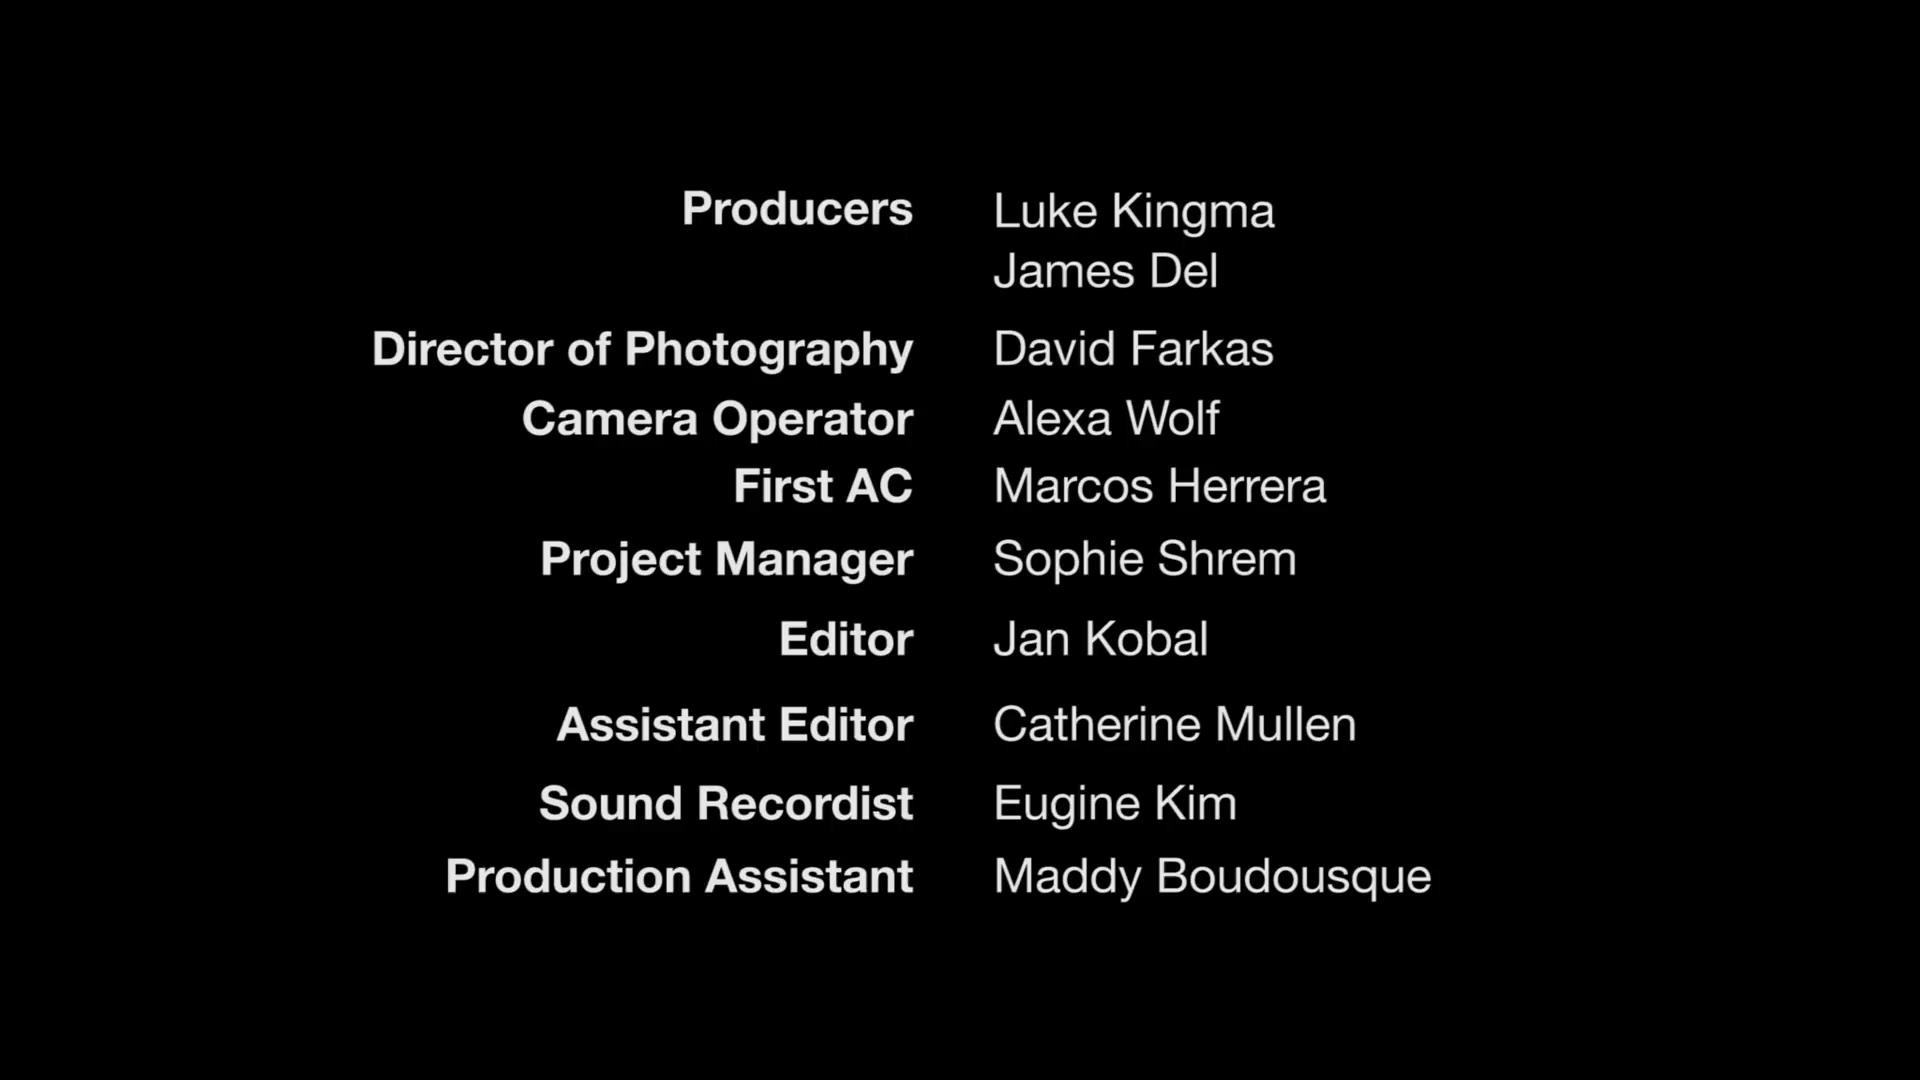 Producers Luke Kingma
James Del
Director of Photography David Farkas
Camera Operator Alexa Wolf
First AC Marcos Herrera
Project Manager Sophie Shrem
Editor Jan Kobal
Assistant Editor Catherine Mullen
Sound Recordist Eugine Kim
Production Assistant Maddy Boudousque